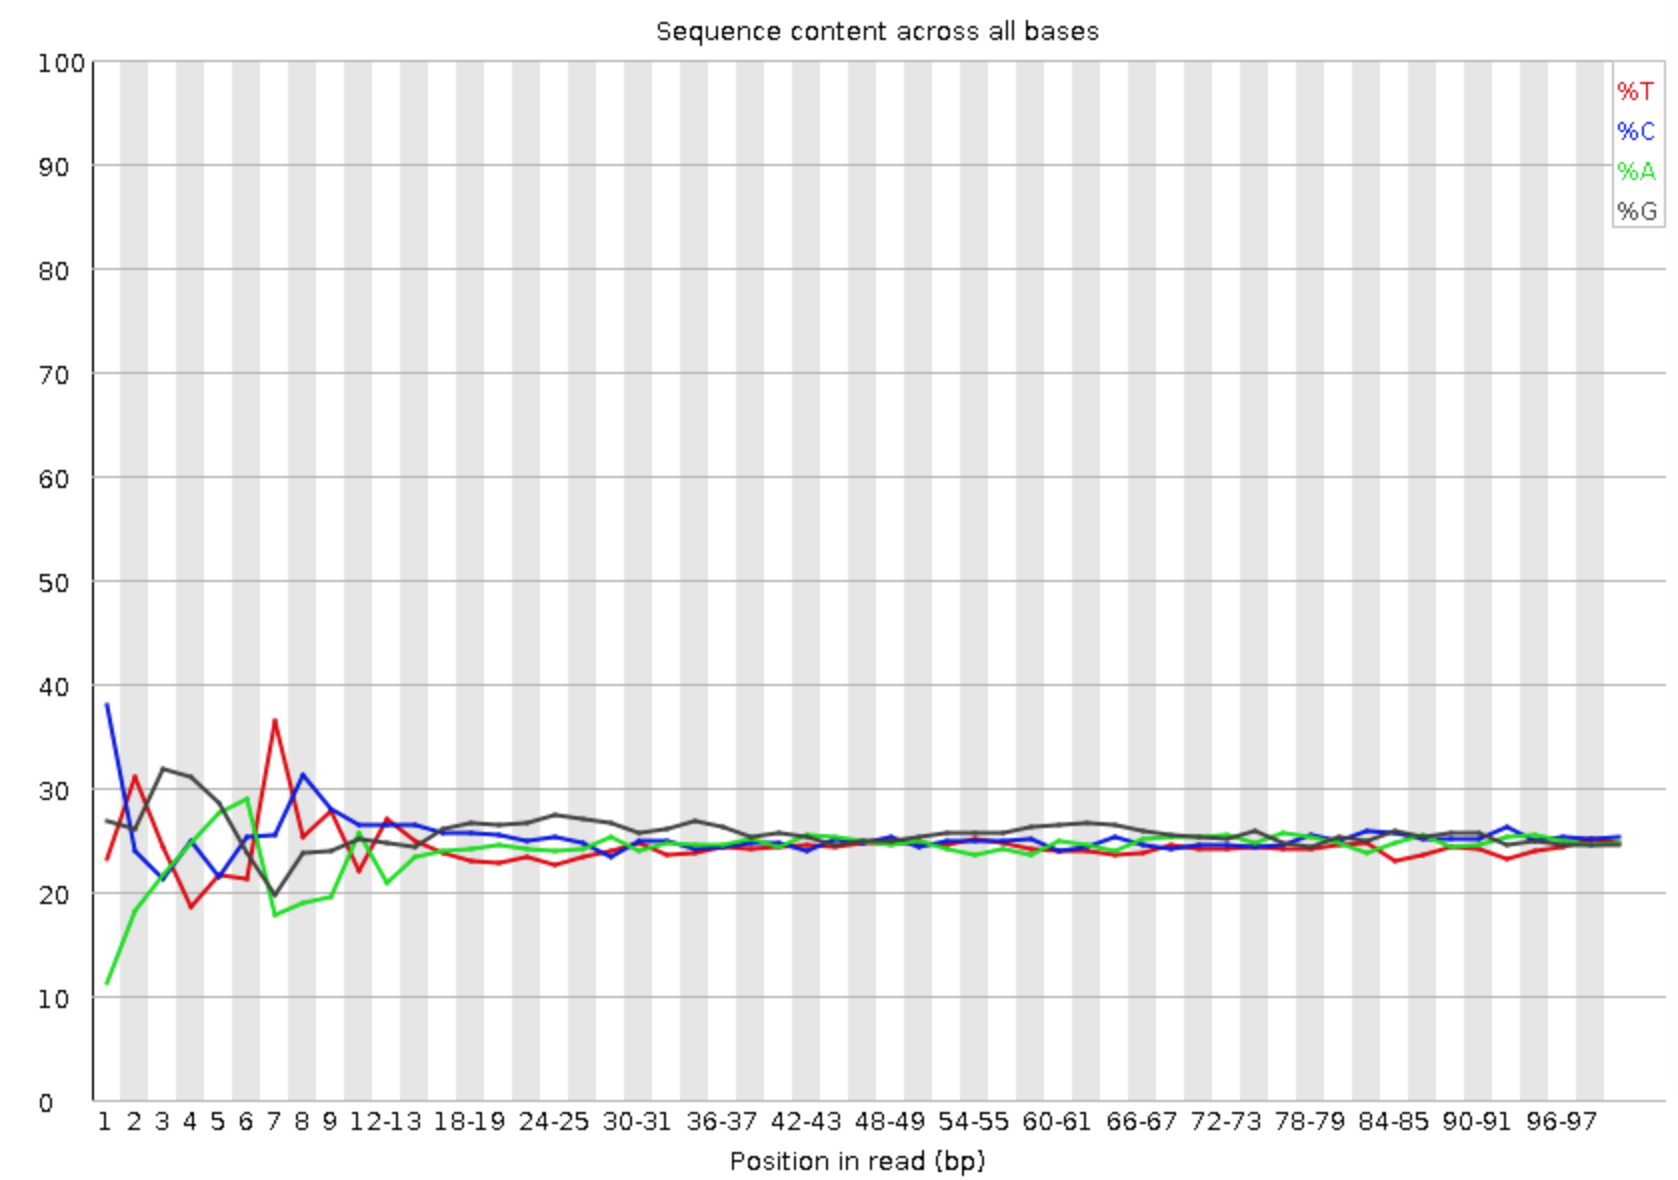 Sequence content across all bases
100
90
80
70
60
50
40
30
20
10
0
%T
%C
%A
%G
1 2 3 4 5 6 7 8 9 12-13 18-19 24-25 30-31 36-37 42-43 48-49 54-55 60-61 66-67 72-73 78-79 84-85 90-91 96-97
Position in read (bp)